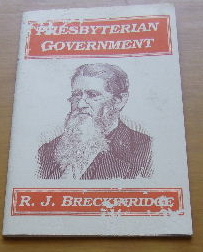 PRESBYTERIAN
GOVERNMENT
R. J. BRECKINRIDGE